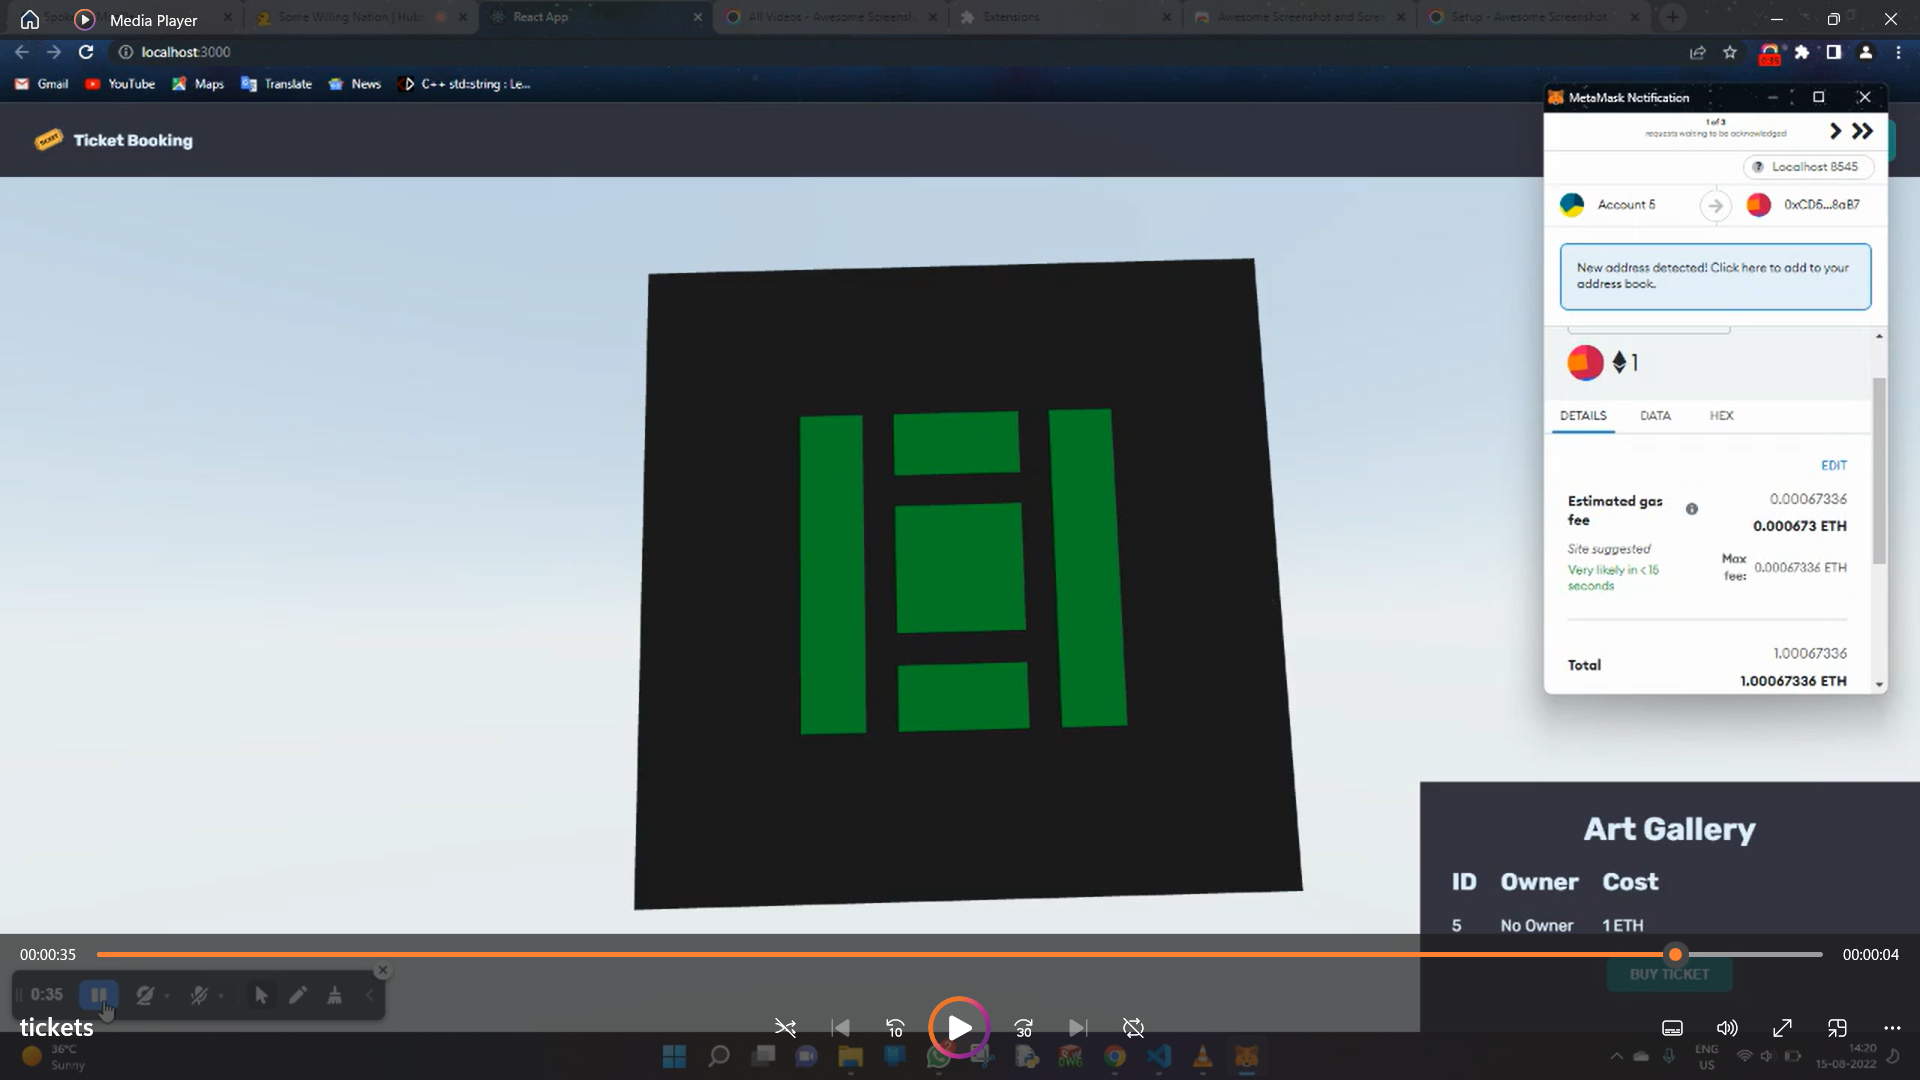 Media Player
Some Willing Nation | Hub
React App
All Videos - Awesome Screensh
Extensions
Awesome Screenshot and Scre
Setup - Awesome Screenshot
localhost:3000
0:35
Gmail
YouTube
Maps
Translate
News
C++ std::string : Le...
MetaMask Notification
Ticket Booking
1 of 3
requests waiting to be acknowledged
Localhost 8545
Account 5
0xCD5...8aB7
New address detected! Click here to add to your
address book.
1
DETAILS
DATA
HEX
EDIT
Estimated gas
fee
0.00067336
0.000673 ETH
Site suggested
Very likely in < 15
seconds
Max
fee:
0.00067336 ETH
Total
1.00067336
1.00067336 ETH
Art Gallery
ID Owner Cost
5 No Owner 1 ETH
BUY TICKET
00:00:35
00:00:04
0:35
tickets
10
30
36°C
Sunny
ENG
US
14:20
15-08-2022